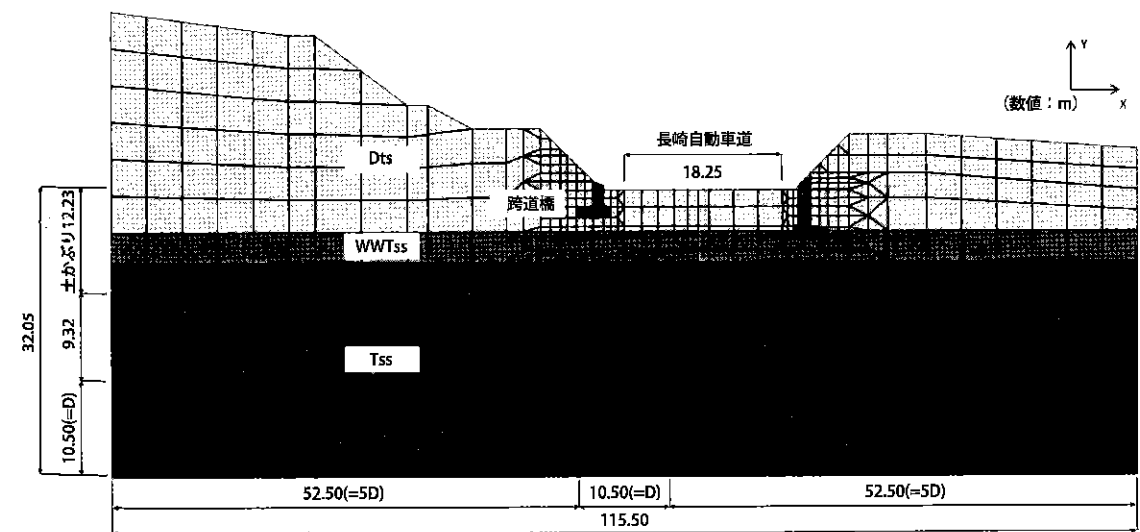 Y
X
(数値：m)
長崎自動車道
18.25
Dts
跨道橋
WWTss
Tss
土かぶり12.23
9.32
10.50(=D)
32.05
52.50(=5D)
10.50(=D)
52.50(=5D)
115.50